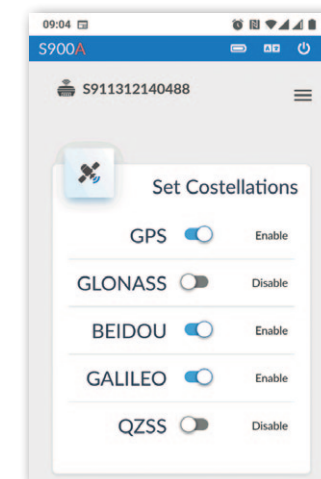 09:04
S900A
S911312140488
Set Costellations
GPS Enable
GLONASS Disable
BEIDOU Enable
GALILEO Enable
QZSS Disable